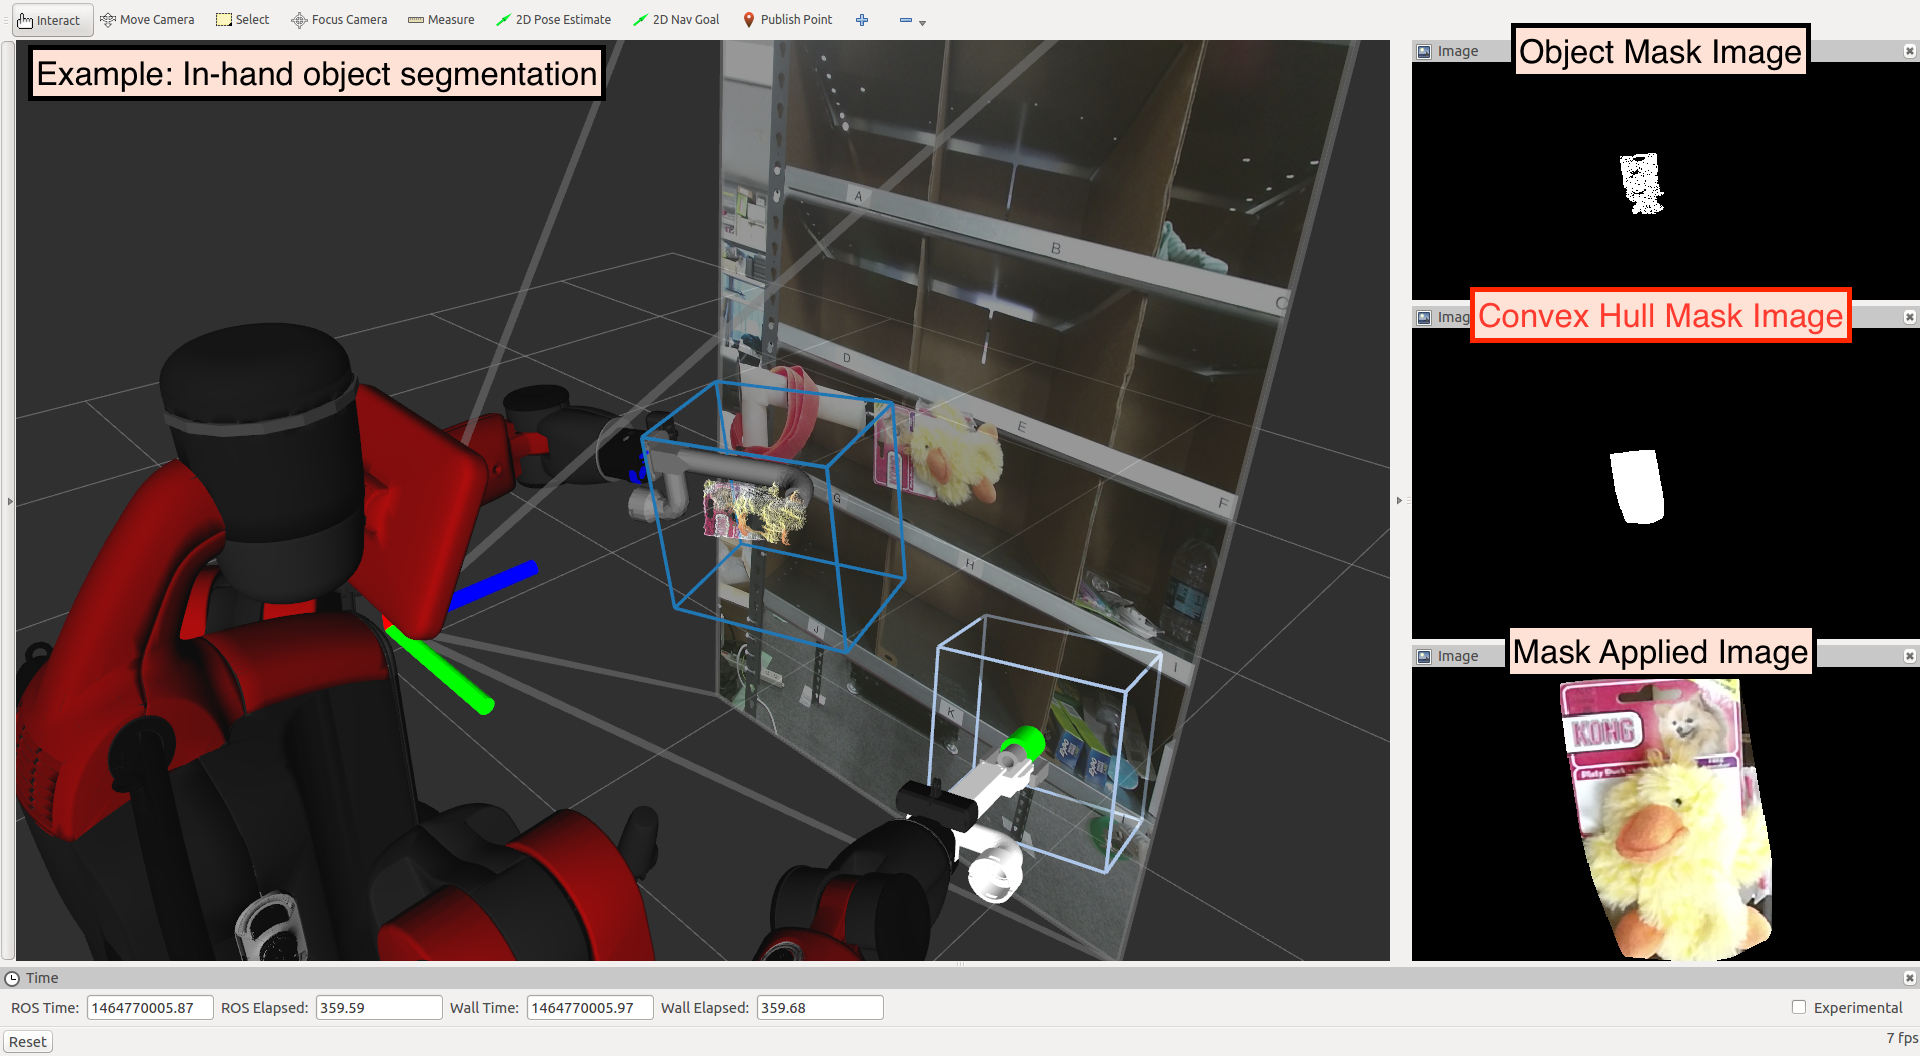 Interact
Move Camera
Select
Focus Camera
Measure
2D Pose Estimate
2D Nav Goal
Publish Point
Example: In-hand object segmentation
A
B
C
D
E
F
G
H
I
J
K
Image
Object Mask Image
Imag
Convex Hull Mask Image
Image
Mask Applied Image
KONG
Time
ROS Time:
1464770005.87
ROS Elapsed:
359.59
Wall Time:
1464770005.97
Wall Elapsed:
359.68
Experimental
Reset
7 fps